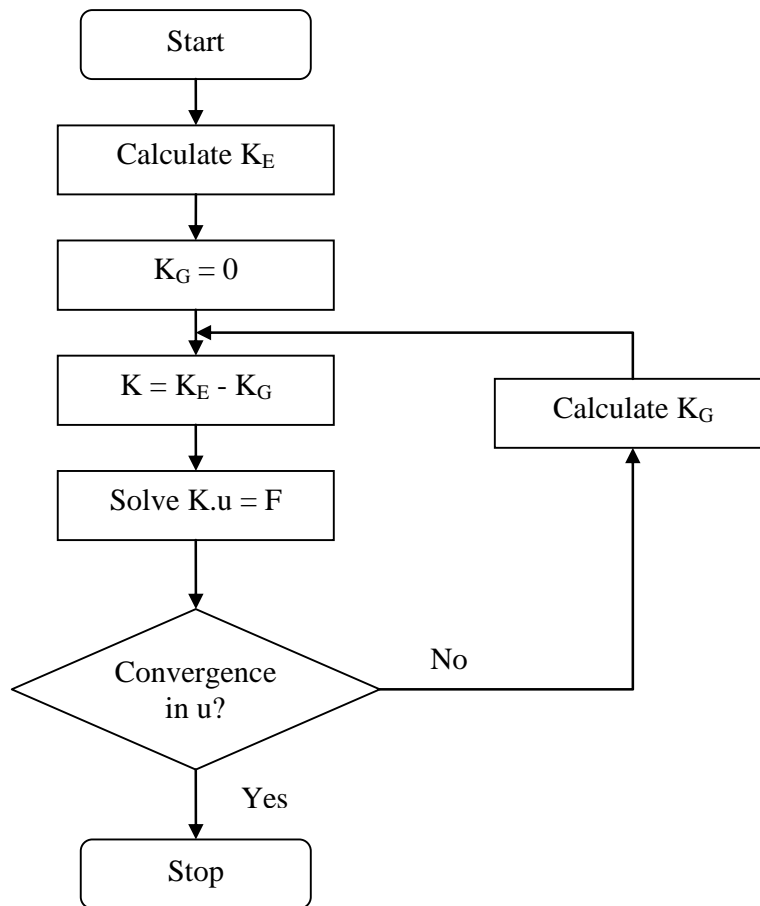 Start
Calculate K_E
K_G = 0
K = K_E - K_G
Calculate K_G
Solve K.u = F
Convergence
in u?
No
Yes
Stop